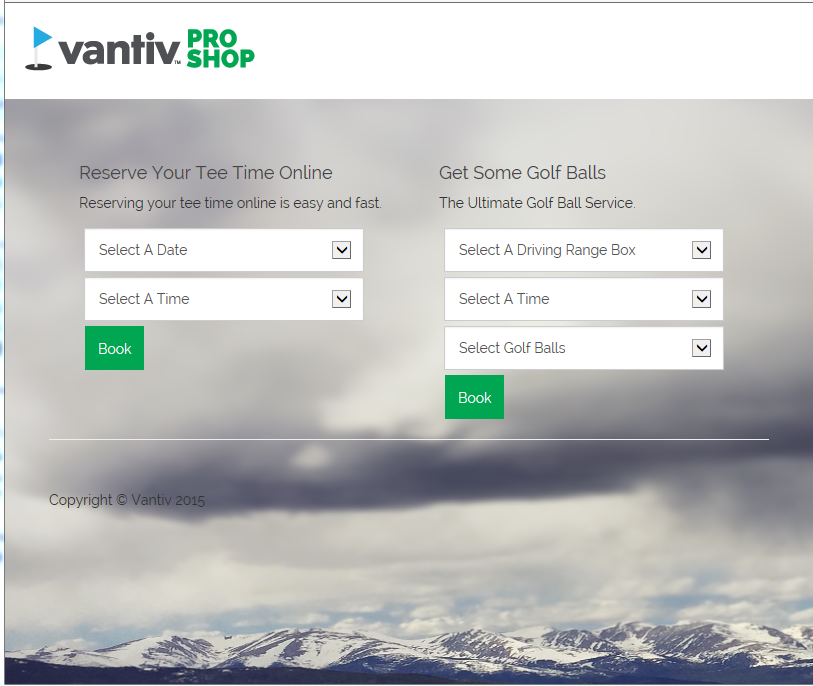 vantiv™ PRO SHOP
Reserve Your Tee Time Online
Reserving your tee time online is easy and fast.
Select A Date
Select A Time
Book
Get Some Golf Balls
The Ultimate Golf Ball Service.
Select A Driving Range Box
Select A Time
Select Golf Balls
Book
Copyright © Vantiv 2015